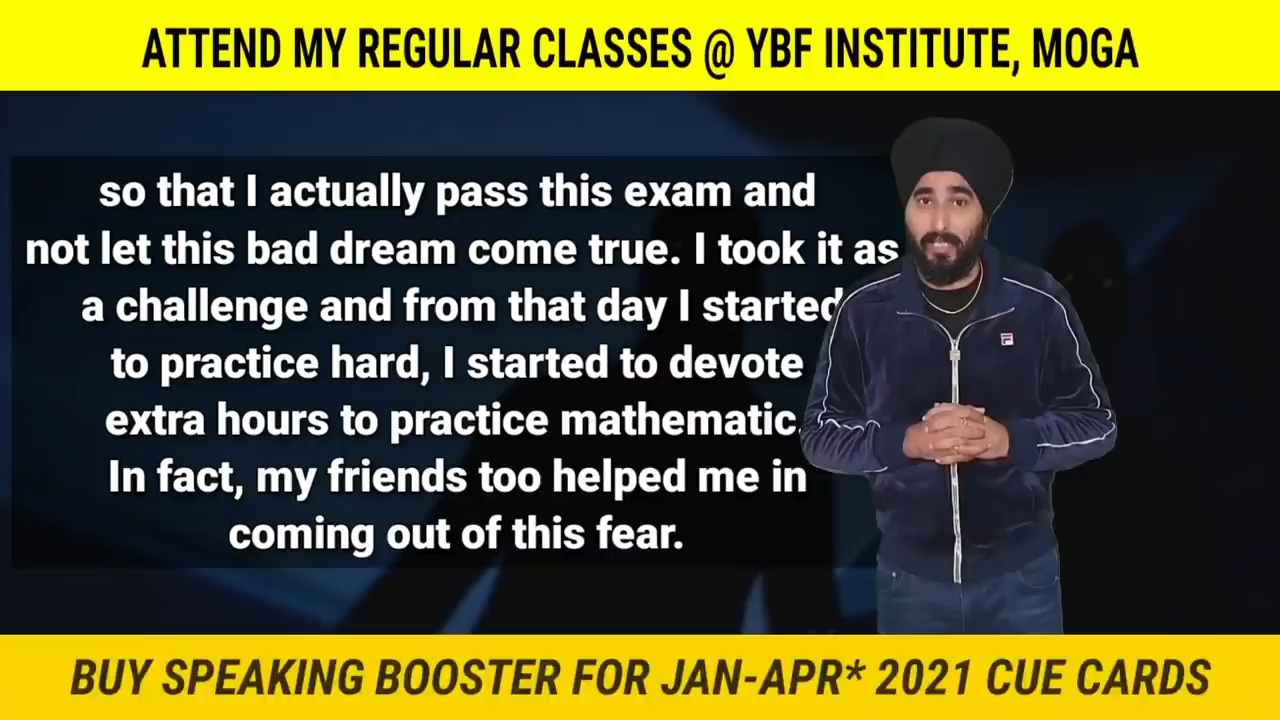 ATTEND MY REGULAR CLASSES @ YBF INSTITUTE, MOGA
so that I actually pass this exam and
not let this bad dream come true. I took it as
a challenge and from that day I started
to practice hard, I started to devote
extra hours to practice mathematic.
In fact, my friends too helped me in
coming out of this fear.
BUY SPEAKING BOOSTER FOR JAN-APR* 2021 CUE CARDS